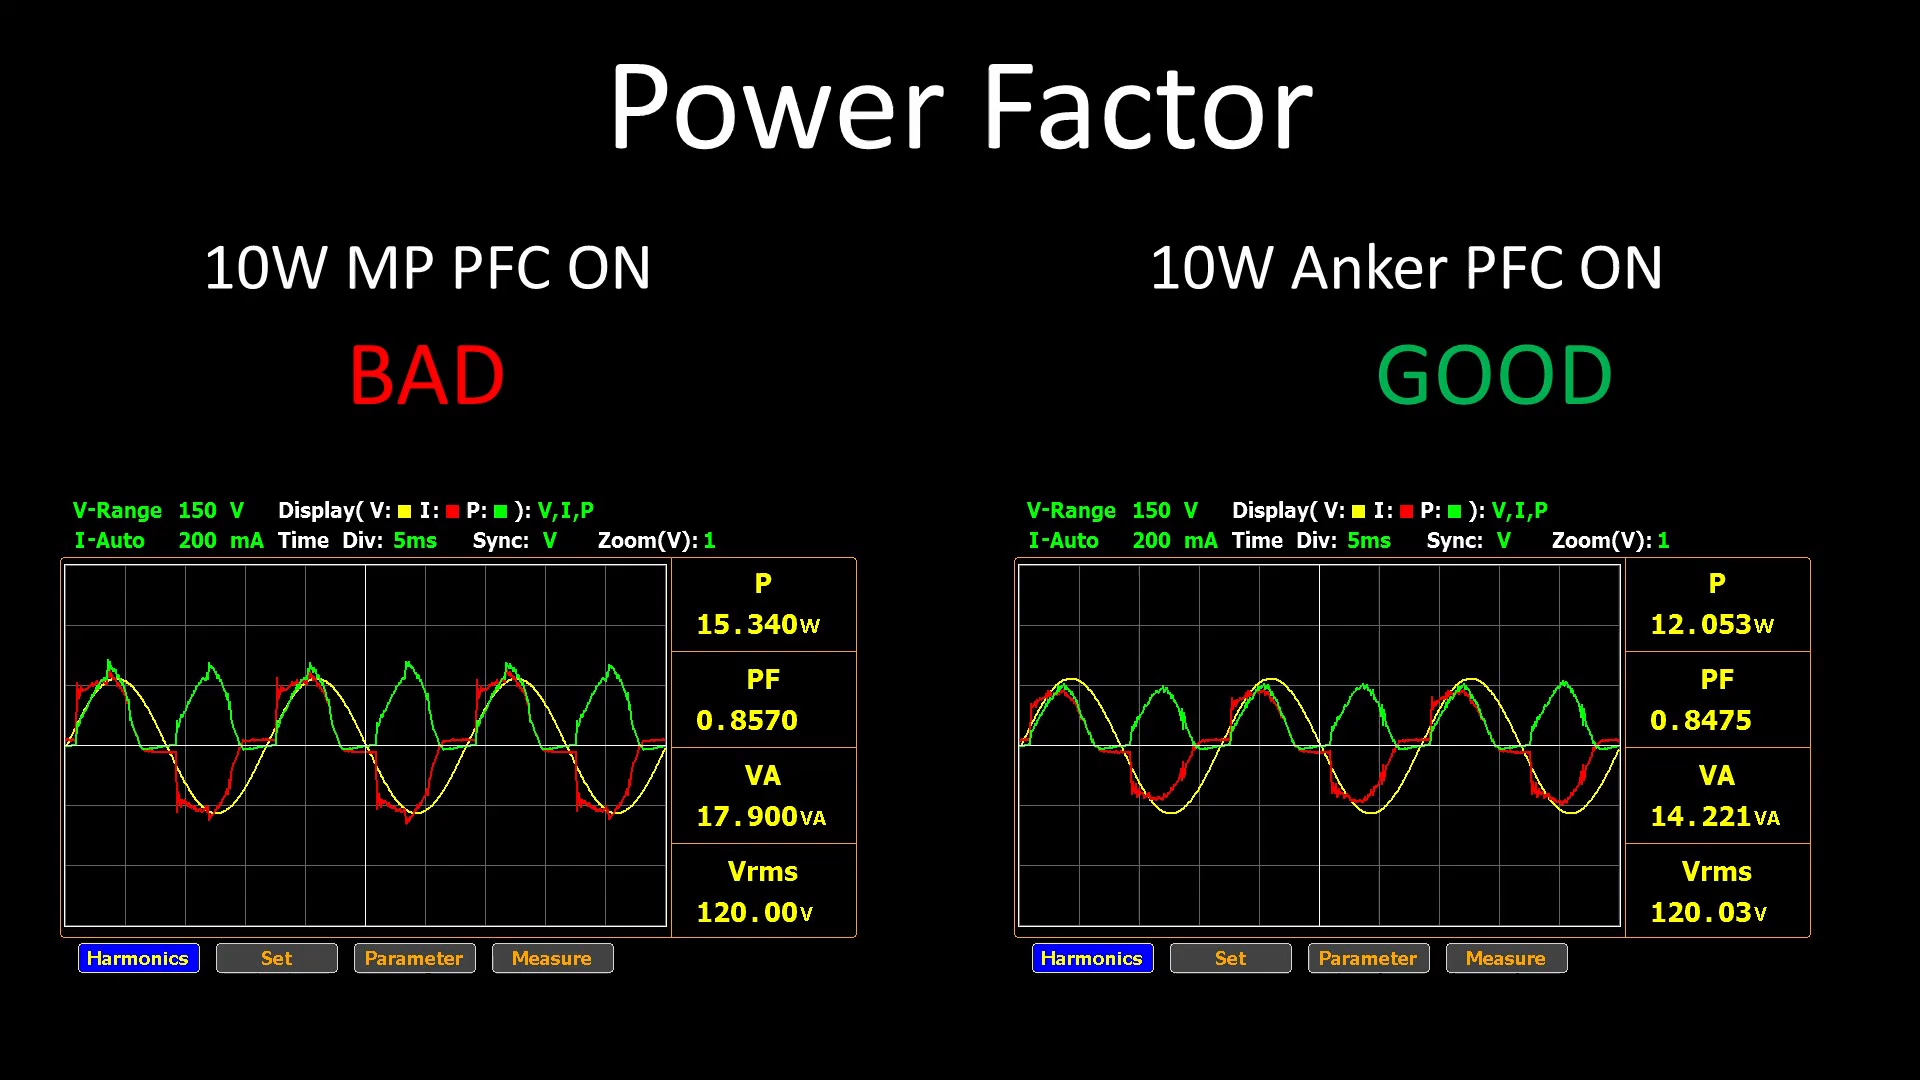 Power Factor
10W MP PFC ON
BAD
V-Range 150 V Display( V: I: P: ): V,I,P
I-Auto 200 mA Time Div: 5ms Sync: V Zoom(V): 1
P
15.340W
PF
0.8570
VA
17.900VA
Vrms
120.00V
Harmonics Set Parameter Measure
10W Anker PFC ON
GOOD
V-Range 150 V Display( V: I: P: ): V,I,P
I-Auto 200 mA Time Div: 5ms Sync: V Zoom(V): 1
P
12.053W
PF
0.8475
VA
14.221VA
Vrms
120.03V
Harmonics Set Parameter Measure